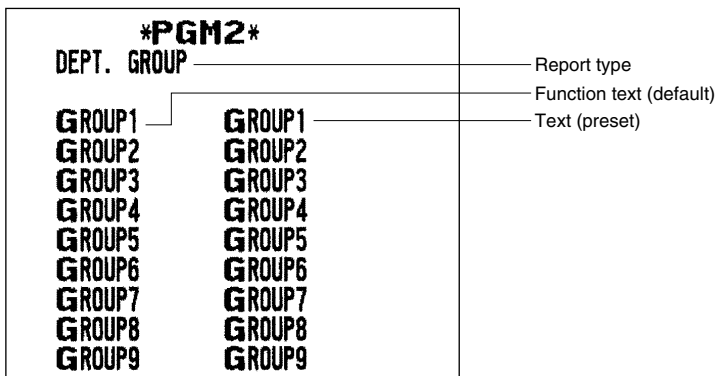 *PGM2*
DEPT. GROUP
Report type
Function text (default)
GROUP1 GROUP1
Text (preset)
GROUP2 GROUP2
GROUP3 GROUP3
GROUP4 GROUP4
GROUP5 GROUP5
GROUP6 GROUP6
GROUP7 GROUP7
GROUP8 GROUP8
GROUP9 GROUP9